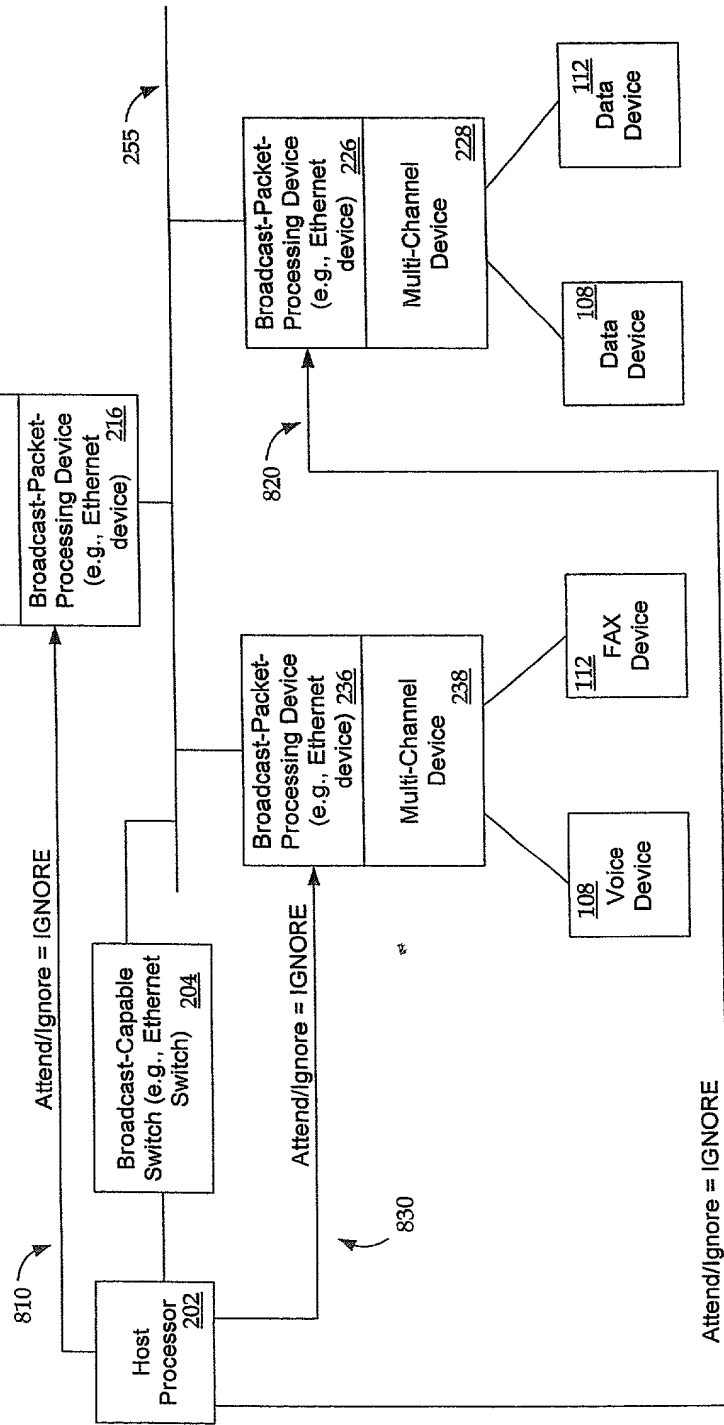 810
Attend/Ignore = IGNORE
Host
Processor
202
Broadcast-Capable
Switch (e.g., Ethernet
Switch) 204
Broadcast-Packet-
Processing Device
(e.g., Ethernet
device) 216
255
Attend/Ignore = IGNORE
830
Broadcast-Packet-
Processing Device
(e.g., Ethernet
device) 236
Multi-Channel
Device
238
108
Voice
Device
112
FAX
Device
820
Broadcast-Packet-
Processing Device
(e.g., Ethernet
device) 226
Multi-Channel
Device
228
108
Data
Device
112
Data
Device
Attend/Ignore = IGNORE